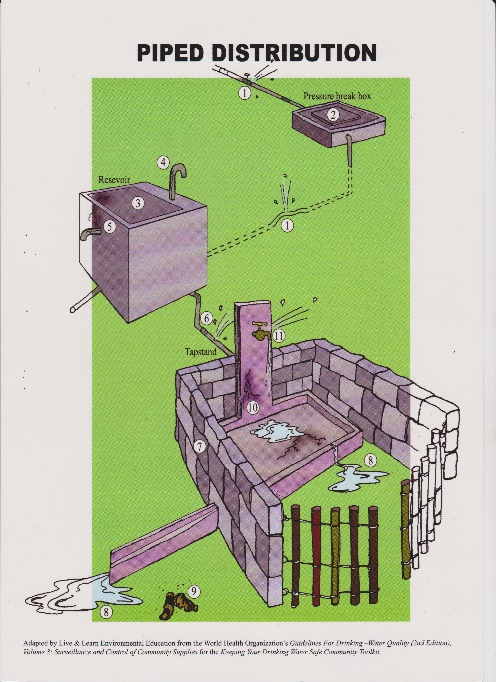 PIPED DISTRIBUTION
1
Pressure break box
2
4
Resevoir
3
5
1
6
11
Tapstand
10
7
8
9
8
Adapted by Live & Learn Environmental Education from the World Health Organization's Guidelines For Drinking–Water Quality (2nd Edition),
Volume 3: Surveillance and Control of Community Supplies for the Keeping Your Drinking Water Safe Community Toolkit.